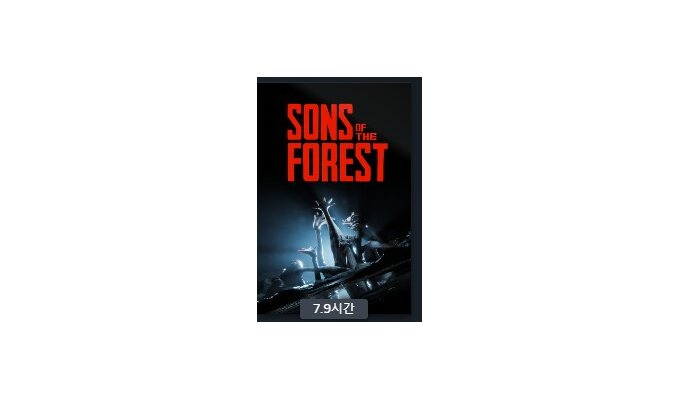 SONS OF THE
FOREST
7.9시간